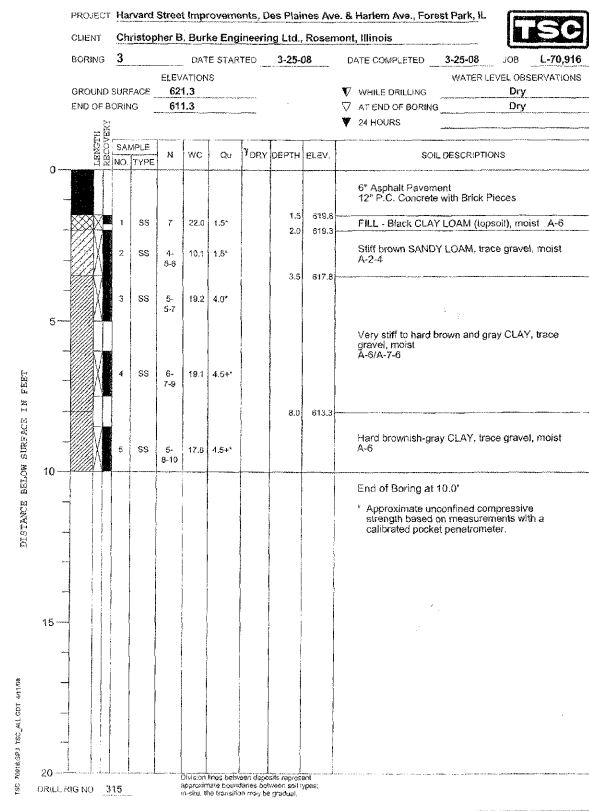 PROJECT Harvard Street Improvements, Des Plaines Ave. & Harlem Ave., Forest Park, IL
TSC
CLIENT Christopher B. Burke Engineering Ltd., Rosemont, Illinois
BORING 3 DATE STARTED 3-25-08 DATE COMPLETED 3-25-08 JOB L-70,916
ELEVATIONS WATER LEVEL OBSERVATIONS
GROUND SURFACE 621.3 WHILE DRILLING Dry
END OF BORING 611.3 AT END OF BORING Dry
24 HOURS
LENGTH
RECOVERY
SAMPLE
NO. TYPE N WC Qu γDRY DEPTH ELEV. SOIL DESCRIPTIONS
0
6" Asphalt Pavement
12" P.C. Concrete with Brick Pieces
1.5 619.8
1 SS 7 22.0 1.5* FILL - Black CLAY LOAM (topsoil), moist A-6
2.0 619.3
2 SS 4- 10.1 1.5* Stiff brown SANDY LOAM, trace gravel, moist
A-2-4
3.5 617.8
3 SS 5- 19.2 4.0*
5-7
5
Very stiff to hard brown and gray CLAY, trace
gravel, moist
A-6/A-7-6
4 SS 6- 19.1 4.5+*
7-9
8.0 613.3
Hard brownish-gray CLAY, trace gravel, moist
A-6
5 SS 5- 17.8 4.5+*
8-10
10
End of Boring at 10.0'
* Approximate unconfined compressive
strength based on measurements with a
calibrated pocket penetrometer.
15
20
DISTANCE BELOW SURFACE IN FEET
DRILL RIG NO 315
Division lines between deposits represent
approximate boundaries between soil types;
in-situ, the transition may be gradual.